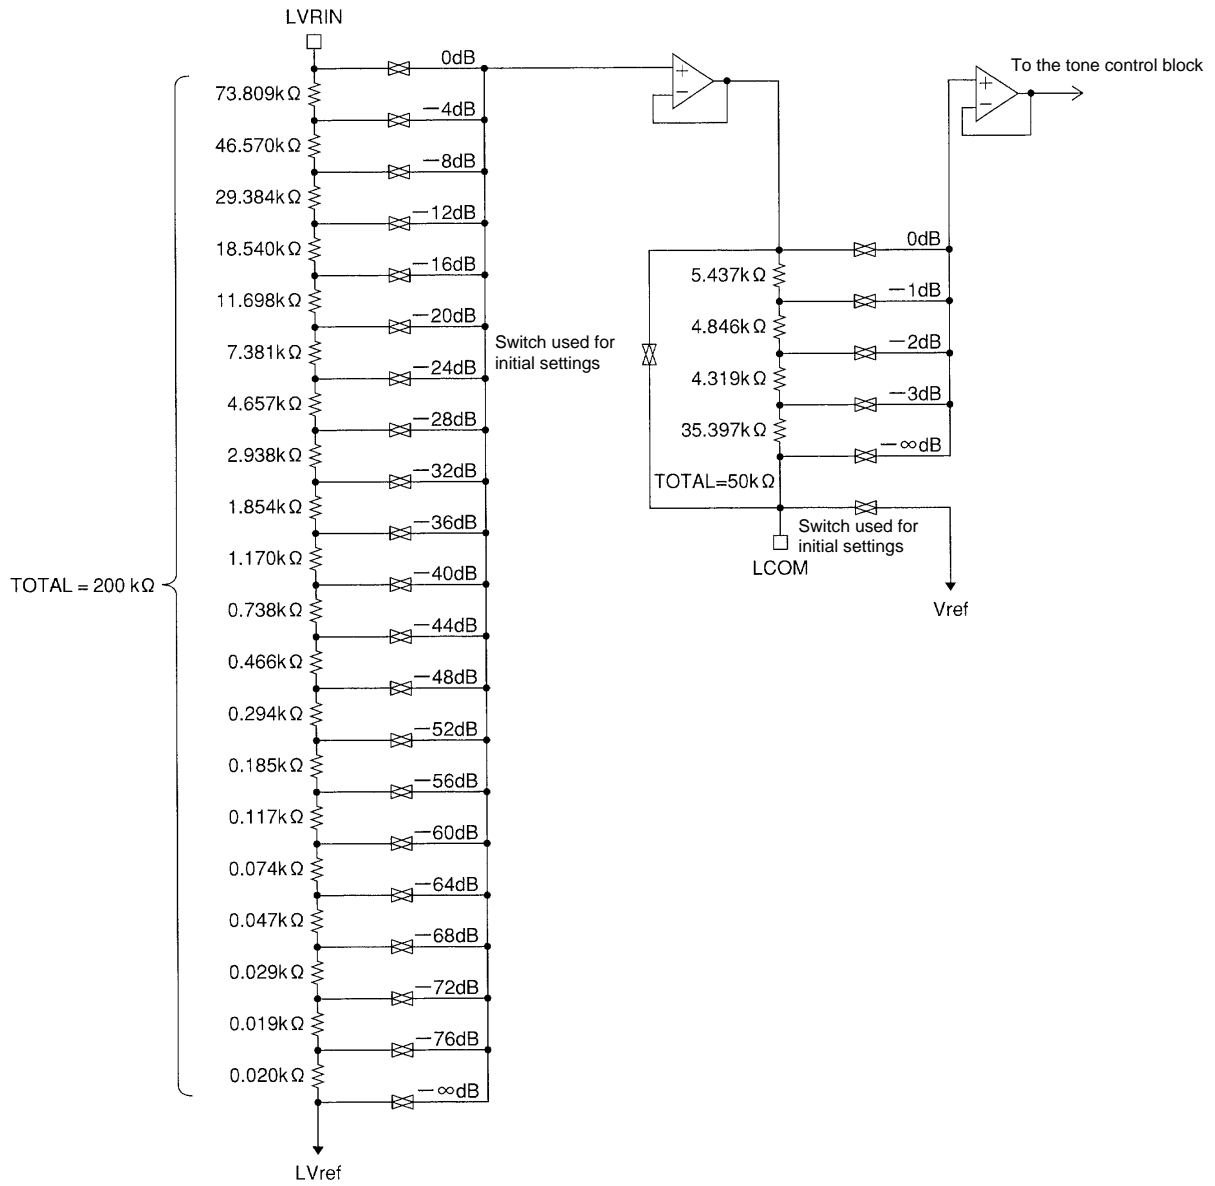 LVRIN
0dB
73.809kΩ
−4dB
46.570kΩ
−8dB
29.384kΩ
−12dB
18.540kΩ
−16dB
11.698kΩ
−20dB
7.381kΩ
−24dB
4.657kΩ
−28dB
2.938kΩ
−32dB
1.854kΩ
−36dB
1.170kΩ
−40dB
TOTAL = 200 kΩ
0.738kΩ
−44dB
0.466kΩ
−48dB
0.294kΩ
−52dB
0.185kΩ
−56dB
0.117kΩ
−60dB
0.074kΩ
−64dB
0.047kΩ
−68dB
0.029kΩ
−72dB
0.019kΩ
−76dB
0.020kΩ
−∞dB
LVref
Switch used for
initial settings
+
−
0dB
5.437kΩ
−1dB
4.846kΩ
−2dB
4.319kΩ
−3dB
35.397kΩ
−∞dB
TOTAL=50kΩ
Switch used for
initial settings
LCOM
Vref
+
−
To the tone control block